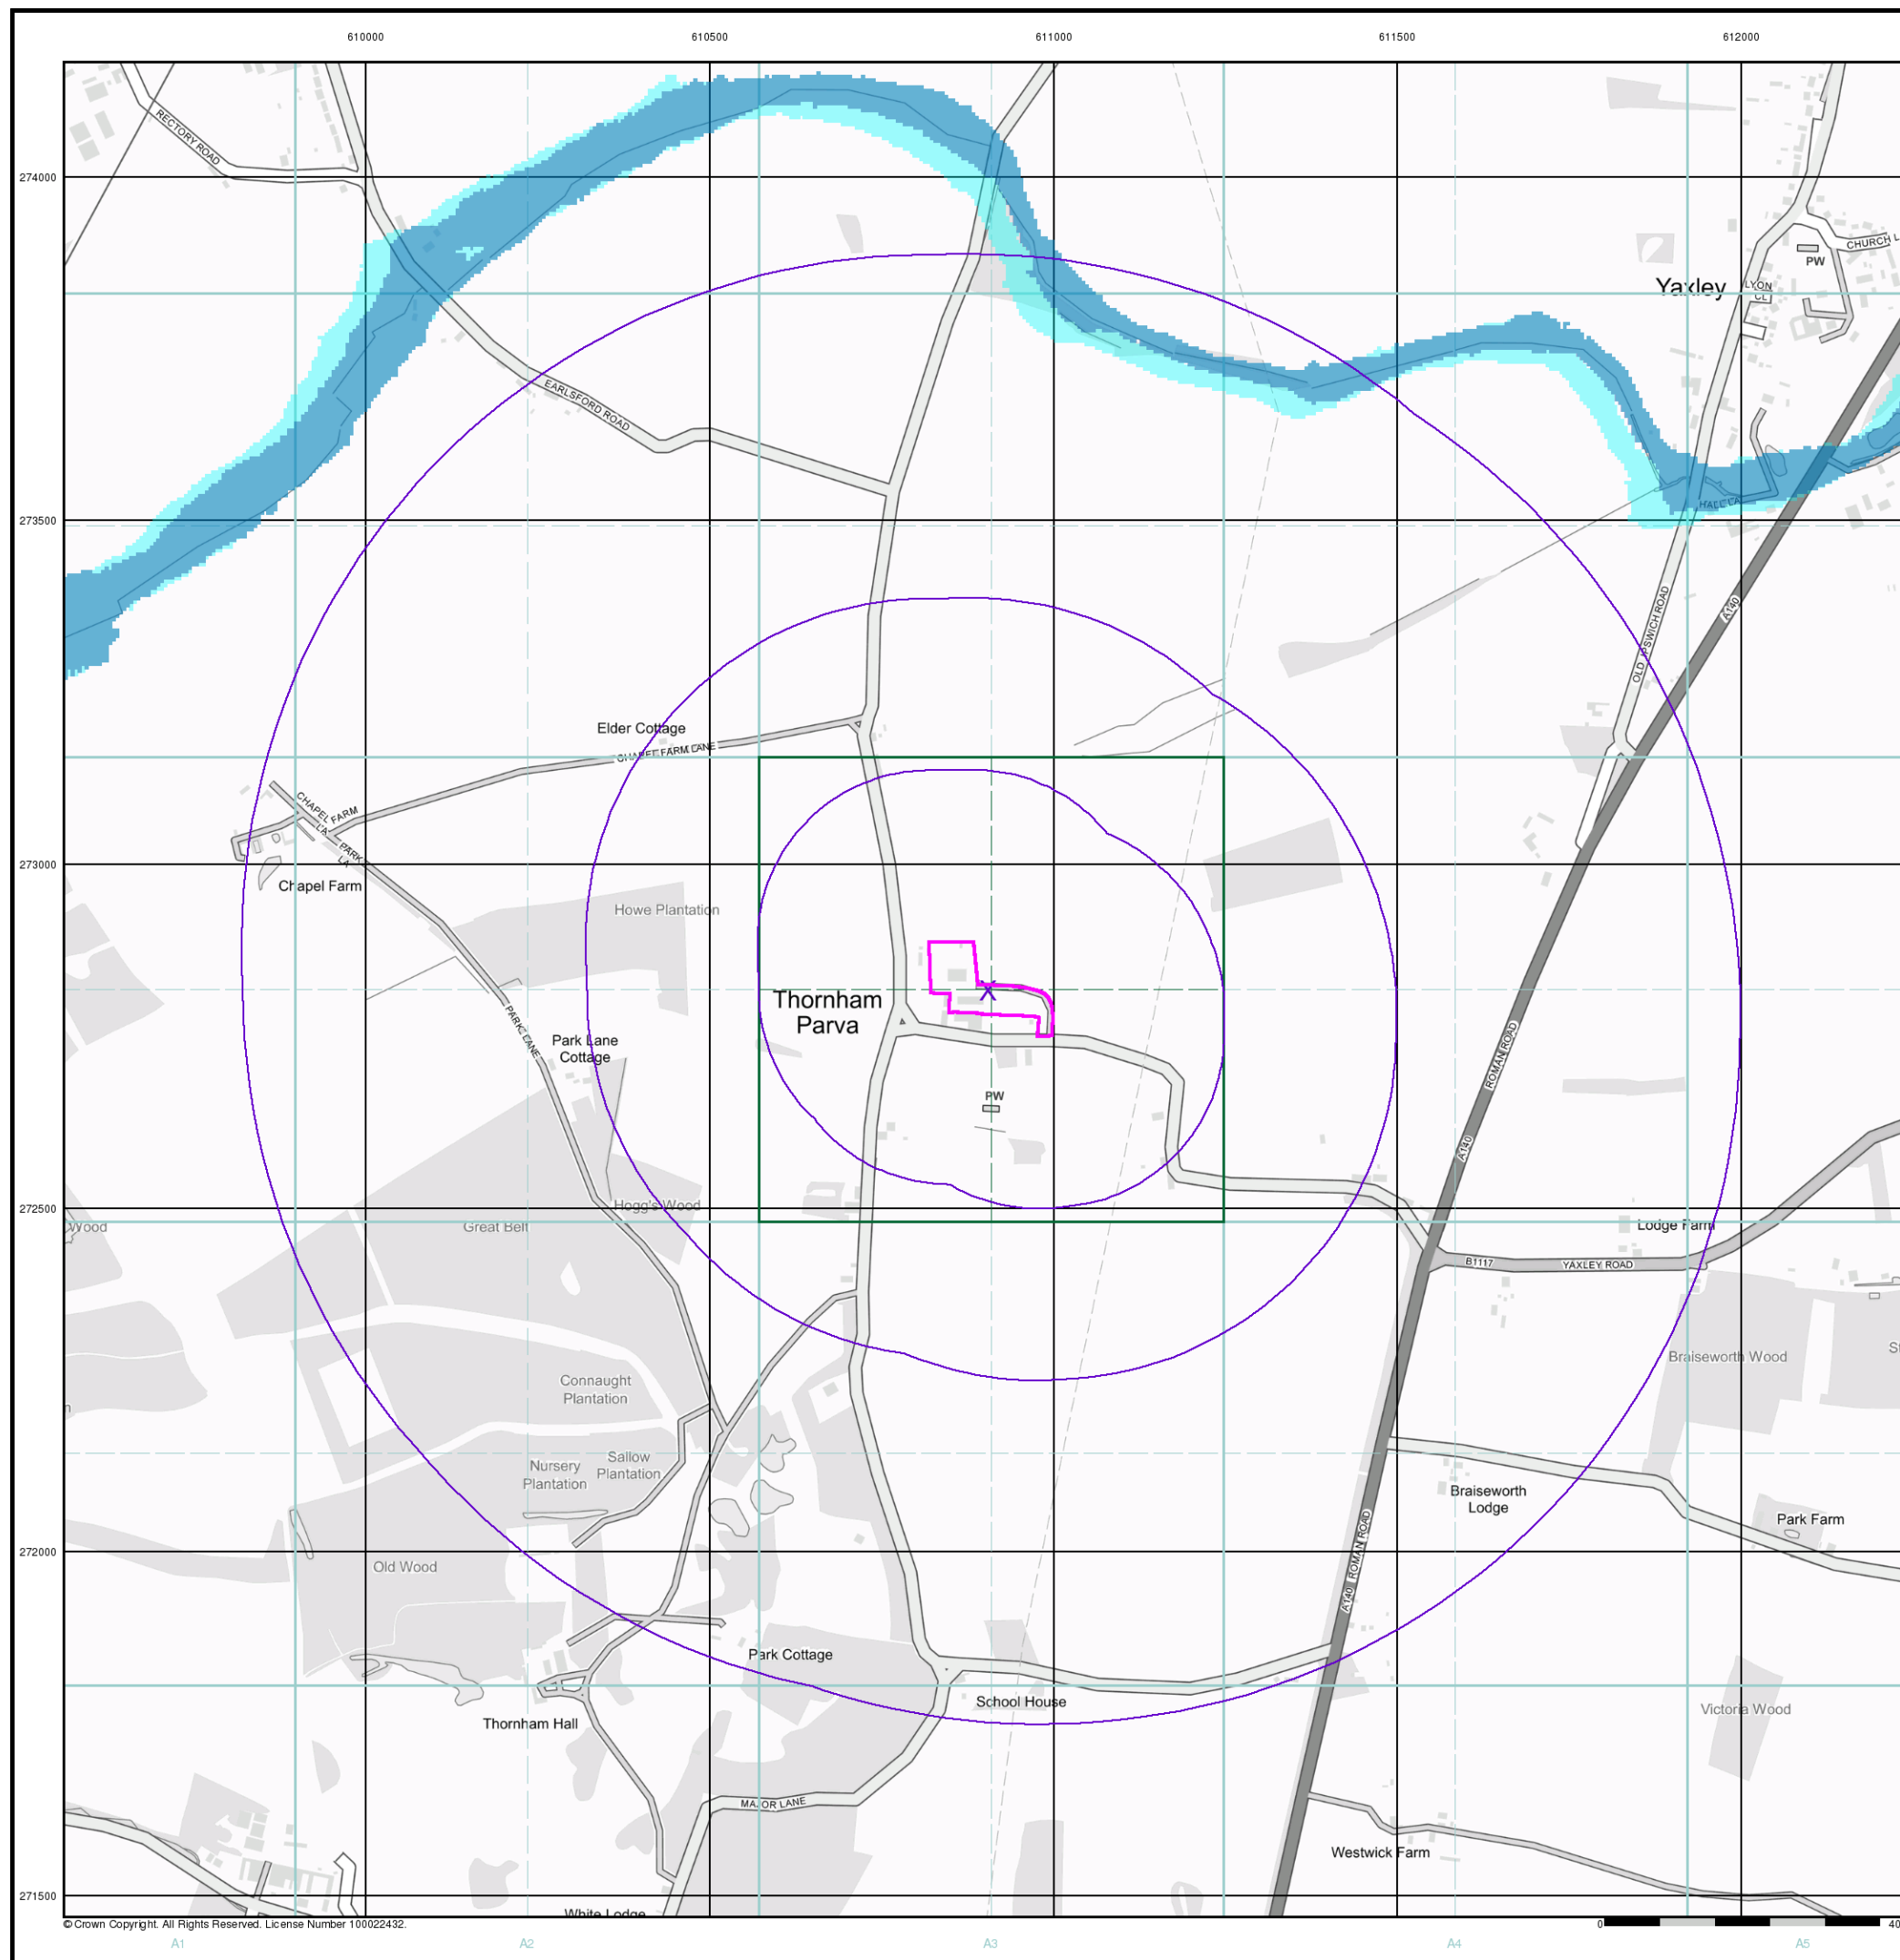 610000 610500 611000 611500 612000
RECTORY ROAD
274000
CHURCH L
PW
Yaxley
LYON
CL
EARLSFORD ROAD
273500
HALL LA
A140
OLD IPSWICH ROAD
Elder Cottage
CHAPEL FARM LANE
CHAPEL FARM
LA
PARK
LA
273000
Chapel Farm
Howe Plantation
Thornham
Parva
PARK LANE
Park Lane
Cottage
ROMAN ROAD
PW
A140
272500
Hogg's Wood
Wood
Great Belt
Lodge Farm
B1117
YAXLEY ROAD
Braiseworth Wood
St
Connaught
Plantation
n
Sallow
Plantation
Nursery
Plantation
Braiseworth
Lodge
Park Farm
272000
Old Wood
A140 ROMAN ROAD
Park Cottage
School House
Thornham Hall
Victoria Wood
MAJOR LANE
Westwick Farm
271500
White Lodge
© Crown Copyright. All Rights Reserved. License Number 100022432.
0 40
A1 A2 A3 A4 A5